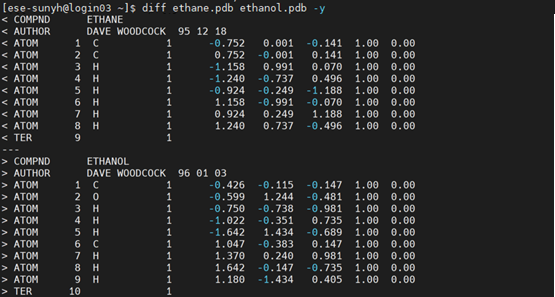 [ese-sunyh@login03 ~]$ diff ethane.pdb ethanol.pdb -y
< COMPND      ETHANE
< AUTHOR      DAVE WOODCOCK  95 12 18
< ATOM      1  C           1      -0.752   0.001  -0.141  1.00  0.00
< ATOM      2  C           1       0.752  -0.001   0.141  1.00  0.00
< ATOM      3  H           1      -1.158   0.991   0.070  1.00  0.00
< ATOM      4  H           1      -1.240  -0.737   0.496  1.00  0.00
< ATOM      5  H           1      -0.924  -0.249  -1.188  1.00  0.00
< ATOM      6  H           1       1.158  -0.991  -0.070  1.00  0.00
< ATOM      7  H           1       0.924   0.249   1.188  1.00  0.00
< ATOM      8  H           1       1.240   0.737  -0.496  1.00  0.00
< TER       9              1
---
> COMPND      ETHANOL
> AUTHOR      DAVE WOODCOCK  96 01 03
> ATOM      1  C           1      -0.426  -0.115  -0.147  1.00  0.00
> ATOM      2  O           1      -0.599   1.244  -0.481  1.00  0.00
> ATOM      3  H           1      -0.750  -0.738  -0.981  1.00  0.00
> ATOM      4  H           1      -1.022  -0.351   0.735  1.00  0.00
> ATOM      5  H           1      -1.642   1.434  -0.689  1.00  0.00
> ATOM      6  C           1       1.047  -0.383   0.147  1.00  0.00
> ATOM      7  H           1       1.370   0.240   0.981  1.00  0.00
> ATOM      8  H           1       1.642  -0.147  -0.735  1.00  0.00
> ATOM      9  H           1       1.180  -1.434   0.405  1.00  0.00
> TER      10              1